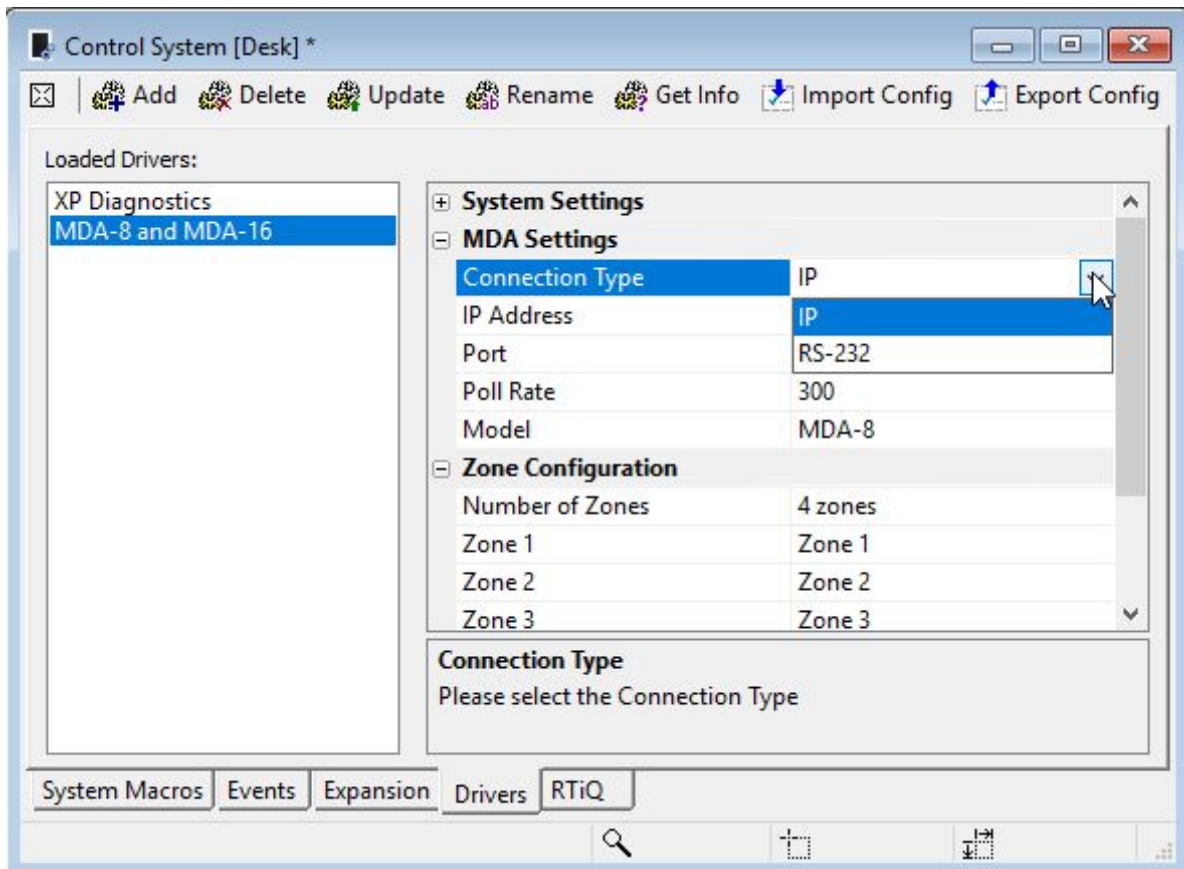 Control System [Desk] *
Add Delete Update Rename Get Info Import Config Export Config
Loaded Drivers:
XP Diagnostics
MDA-8 and MDA-16
System Settings
MDA Settings
Connection Type IP
IP Address IP
Port RS-232
Poll Rate 300
Model MDA-8
Zone Configuration
Number of Zones 4 zones
Zone 1 Zone 1
Zone 2 Zone 2
Zone 3 Zone 3
Connection Type
Please select the Connection Type
System Macros Events Expansion Drivers RTiQ